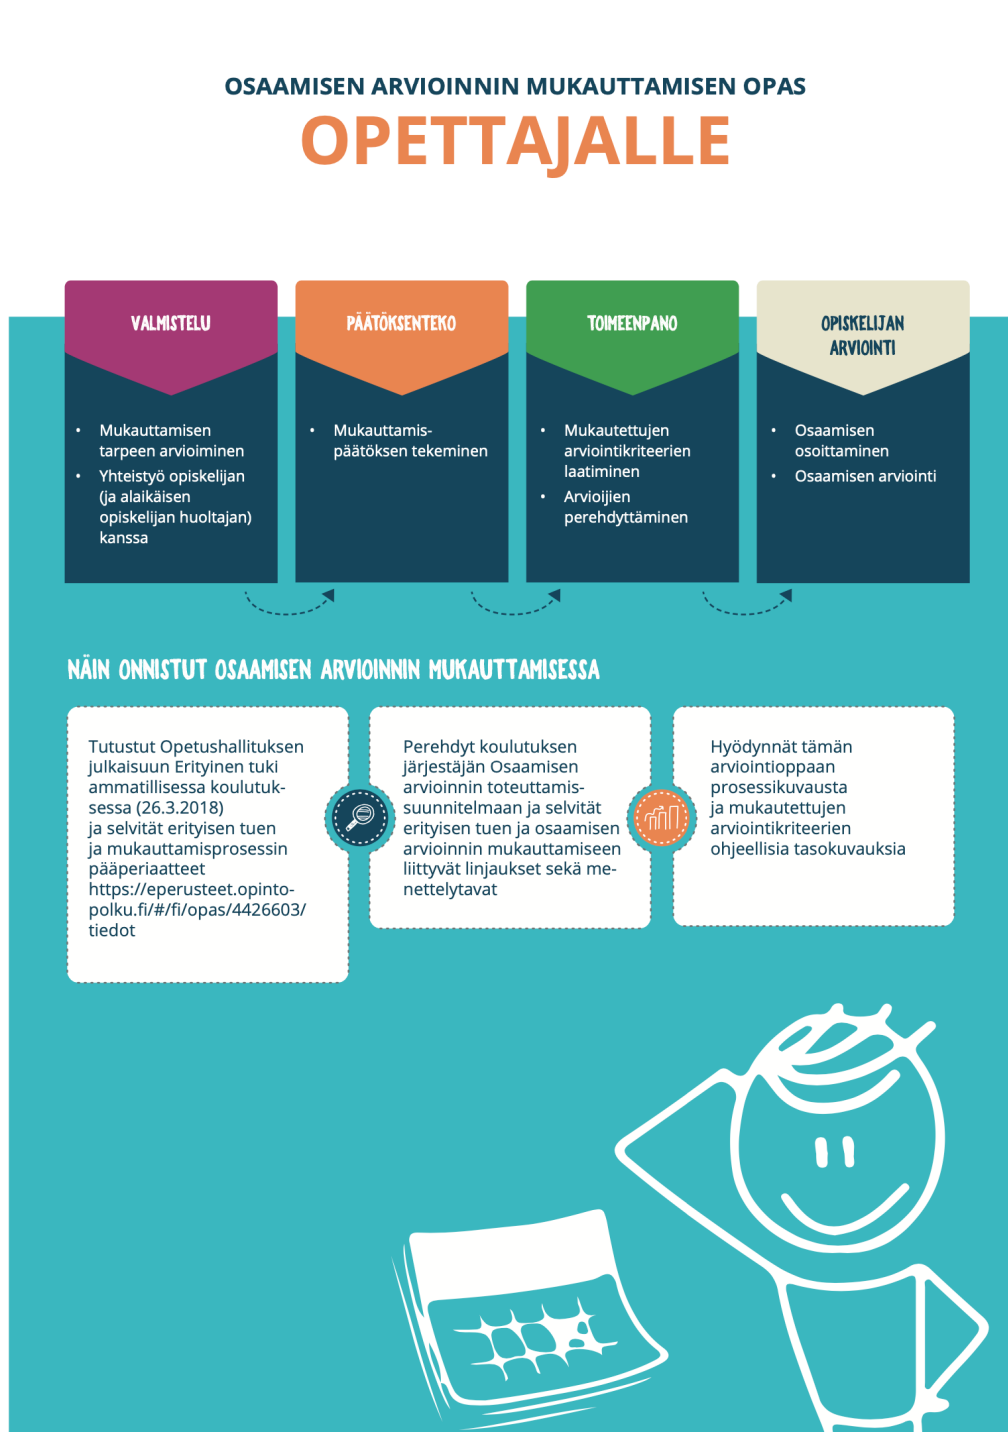 OSAAMISEN ARVIOINNIN MUKAUTTAMISEN OPAS
OPETTAJALLE
VALMISTELU
• Mukauttamisen
tarpeen arvioiminen
• Yhteistyö opiskelijan
(ja alaikäisen
opiskelijan huoltajan)
kanssa
PÄÄTÖKSENTEKO
• Mukauttamis-
päätöksen tekeminen
TOIMEENPANO
• Mukautettujen
arviointikriteerien
laatiminen
• Arvioijien
perehdyttäminen
OPISKELIJAN
ARVIOINTI
• Osaamisen
osoittaminen
• Osaamisen arviointi
NÄIN ONNISTUT OSAAMISEN ARVIOINNIN MUKAUTTAMISESSA
Tutustut Opetushallituksen
julkaisuun Erityinen tuki
ammatillisessa koulutuk-
sessa (26.3.2018)
ja selvität erityisen tuen
ja mukauttamisprosessin
pääperiaatteet
https://eperusteet.opinto-
polku.fi/#/fi/opas/4426603/
tiedot
Perehdyt koulutuksen
järjestäjän Osaamisen
arvioinnin toteuttamis-
suunnitelmaan ja selvität
erityisen tuen ja osaamisen
arvioinnin mukauttamiseen
liittyvät linjaukset sekä me-
nettelytavat
Hyödynnät tämän
arviointioppaan
prosessikuvausta
ja mukautettujen
arviointikriteerien
ohjeellisia tasokuvauksia